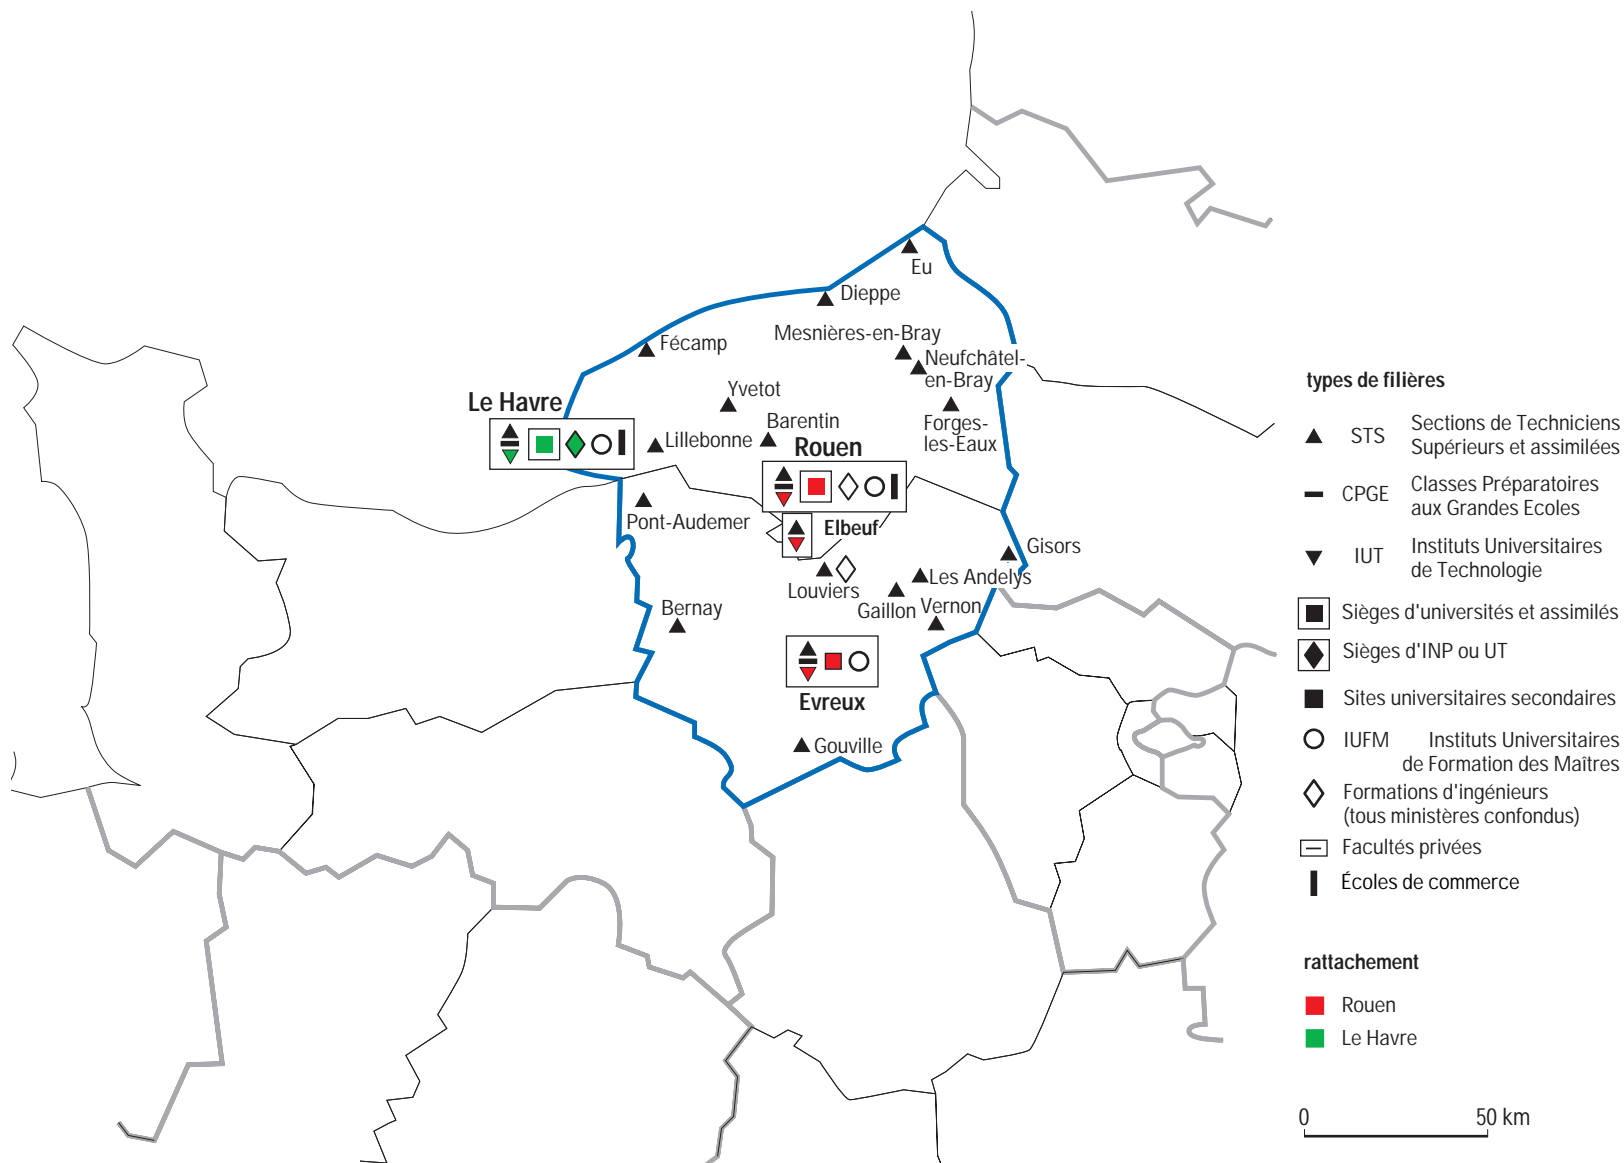 Eu
Dieppe
Mesnières-en-Bray
Fécamp
Neufchâtel-
en-Bray
Yvetot
Le Havre
Barentin
Forges-
les-Eaux
Lillebonne
Rouen
Pont-Audemer
Elbeuf
Gisors
Louviers
Les Andelys
Gaillon
Vernon
Bernay
Evreux
Gouville
types de filières
STS
Sections de Techniciens
Supérieurs et assimilées
CPGE
Classes Préparatoires
aux Grandes Ecoles
IUT
Instituts Universitaires
de Technologie
Sièges d'universités et assimilés
Sièges d'INP ou UT
Sites universitaires secondaires
IUFM
Instituts Universitaires
de Formation des Maîtres
Formations d'ingénieurs
(tous ministères confondus)
Facultés privées
Écoles de commerce
rattachement
Rouen
Le Havre
0
50 km